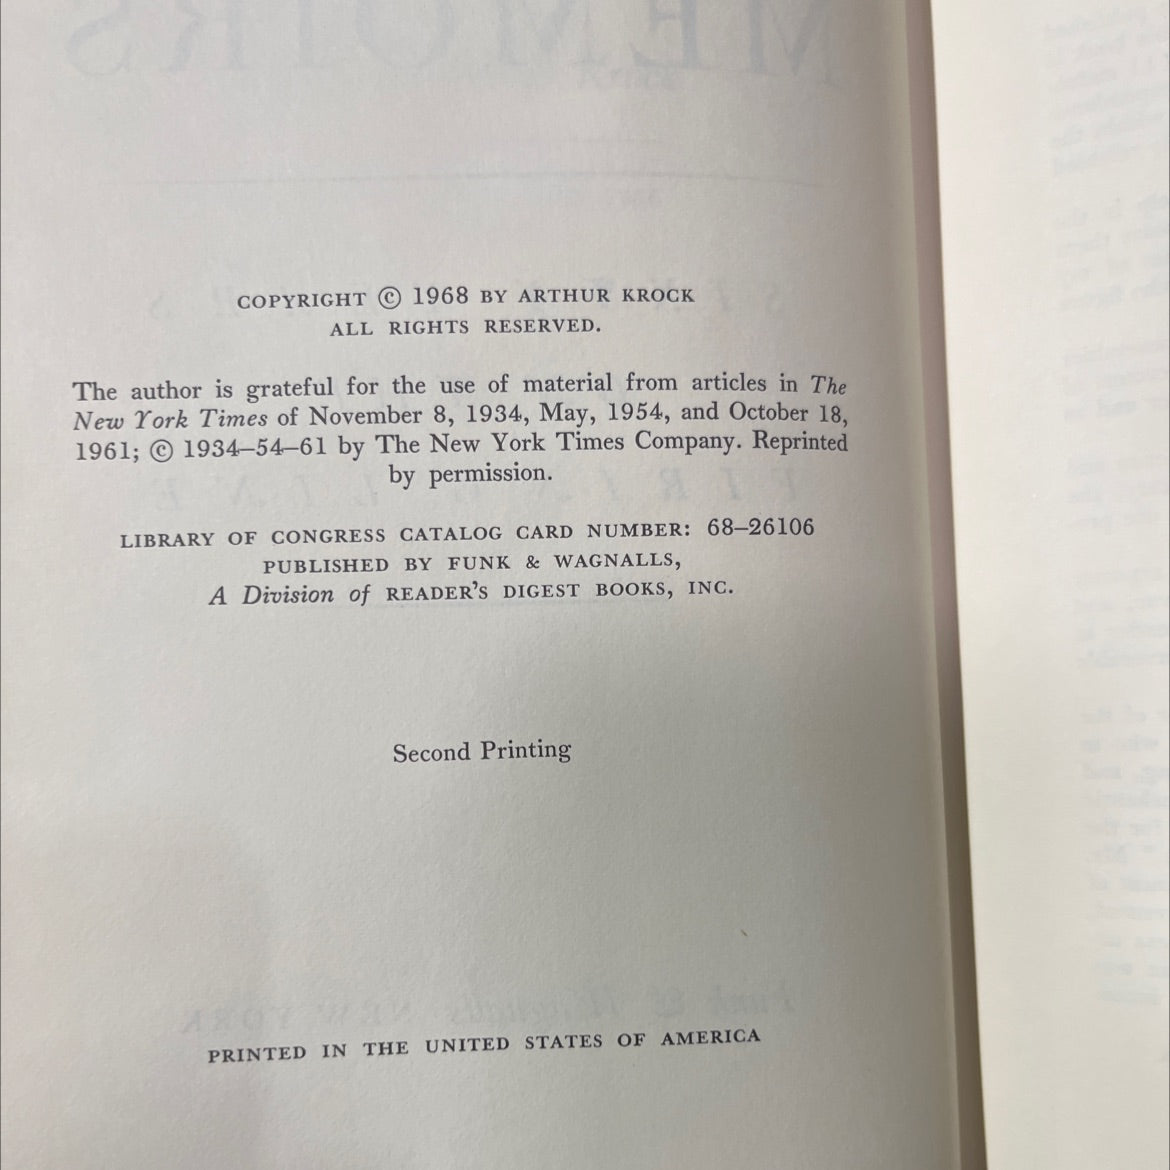 COPYRIGHT © 1968 BY ARTHUR KROCK
ALL RIGHTS RESERVED.
The author is grateful for the use of material from articles in The
New York Times of November 8, 1934, May, 1954, and October 18,
1961; © 1934–54–61 by The New York Times Company. Reprinted
by permission.
LIBRARY OF CONGRESS CATALOG CARD NUMBER: 68–26106
PUBLISHED BY FUNK & WAGNALLS,
A Division of READER'S DIGEST BOOKS, INC.
Second Printing
PRINTED IN THE UNITED STATES OF AMERICA